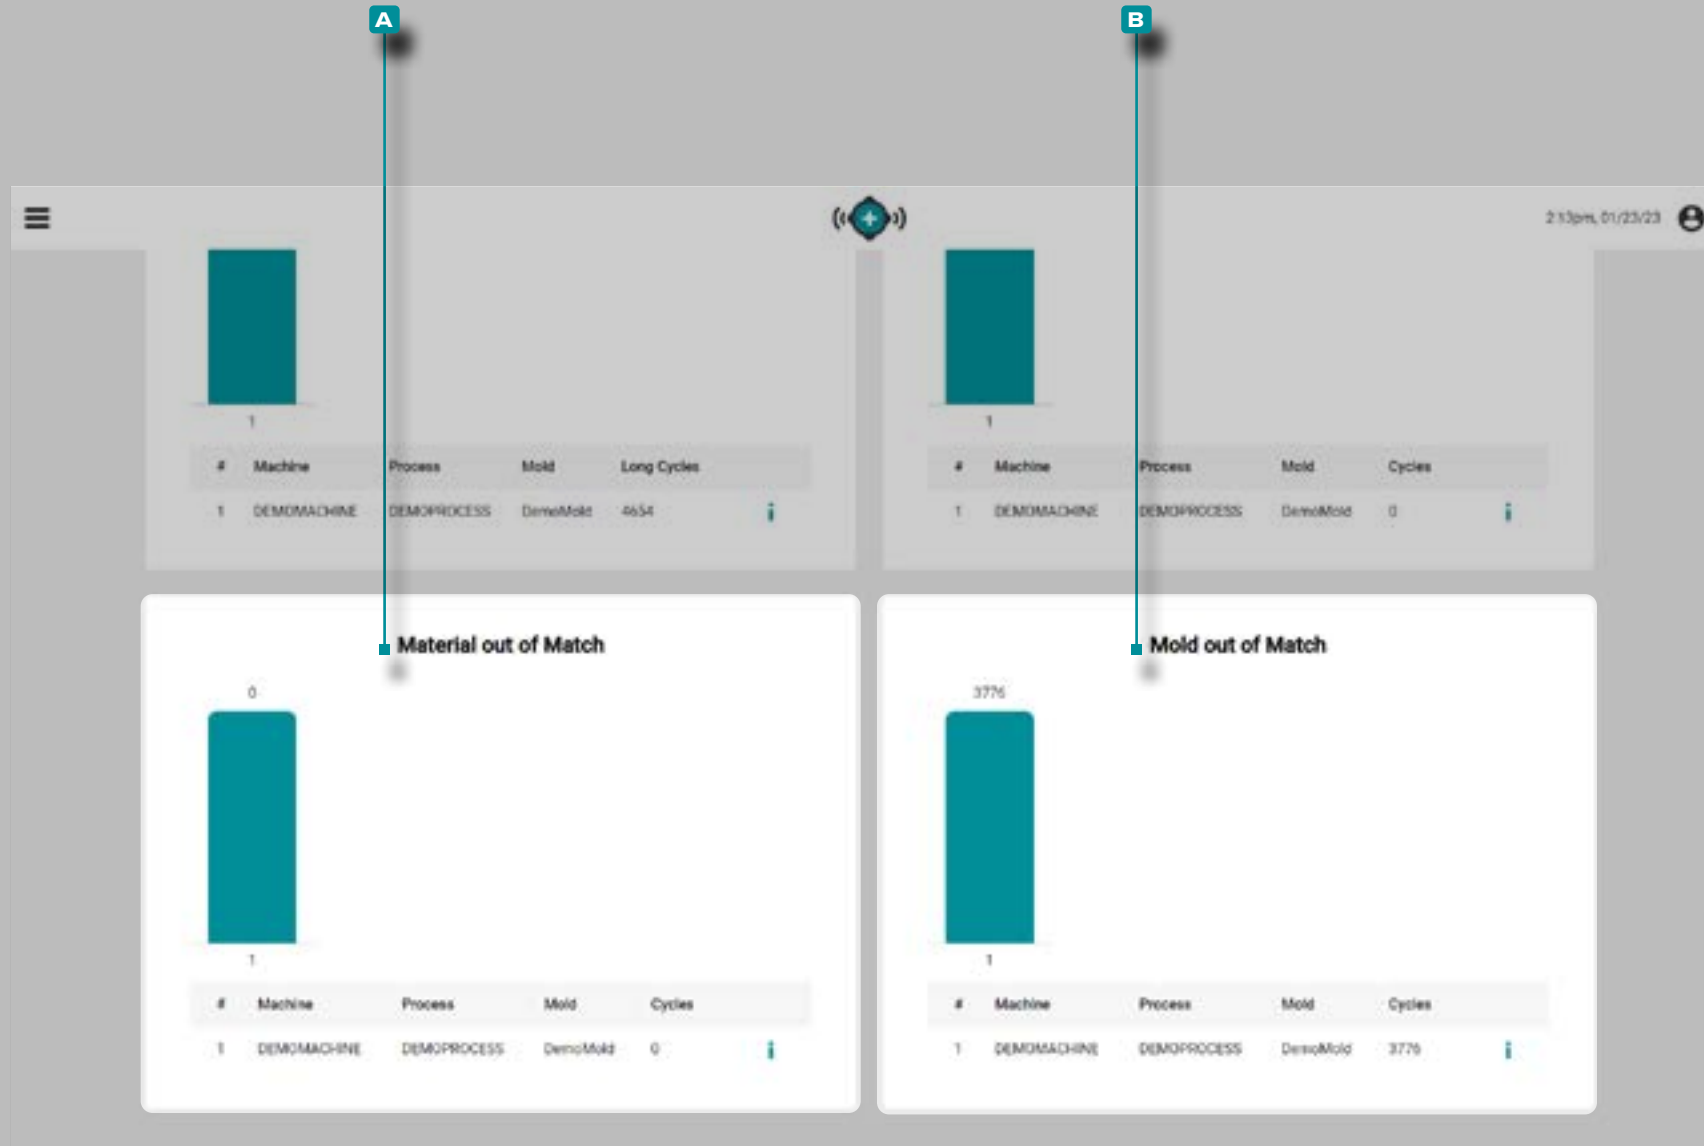 A
B
2:13pm, 01/23/23
1
# Machine Process Mold Long Cycles
1 DEMOMACHINE DEMOPROCESS DemoMold 4654 i
1
# Machine Process Mold Cycles
1 DEMOMACHINE DEMOPROCESS DemoMold 0 i
Material out of Match
0
1
# Machine Process Mold Cycles
1 DEMOMACHINE DEMOPROCESS DemoMold 0 i
Mold out of Match
3776
1
# Machine Process Mold Cycles
1 DEMOMACHINE DEMOPROCESS DemoMold 3776 i